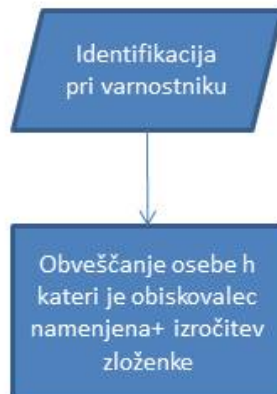 Identifikacija
pri varnostniku
Obveščanje osebe h
kateri je obiskovalec
namenjena+ izročitev
zloženke